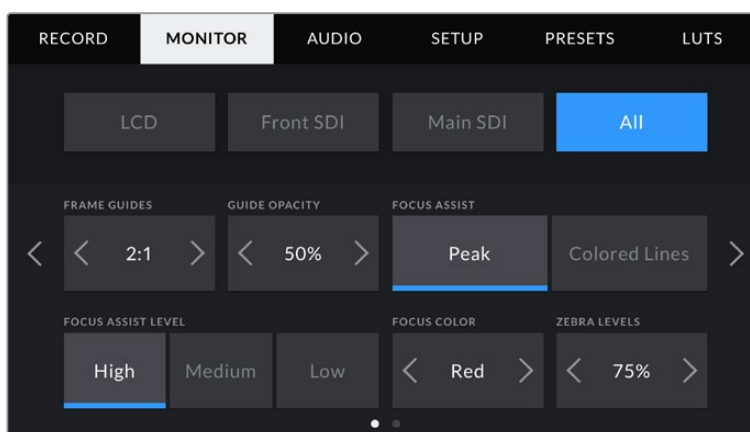 RECORD MONITOR AUDIO SETUP PRESETS LUTS
LCD Front SDI Main SDI All
FRAME GUIDES GUIDE OPACITY FOCUS ASSIST
2:1 50% Peak Colored Lines
FOCUS ASSIST LEVEL FOCUS COLOR ZEBRA LEVELS
High Medium Low Red 75%